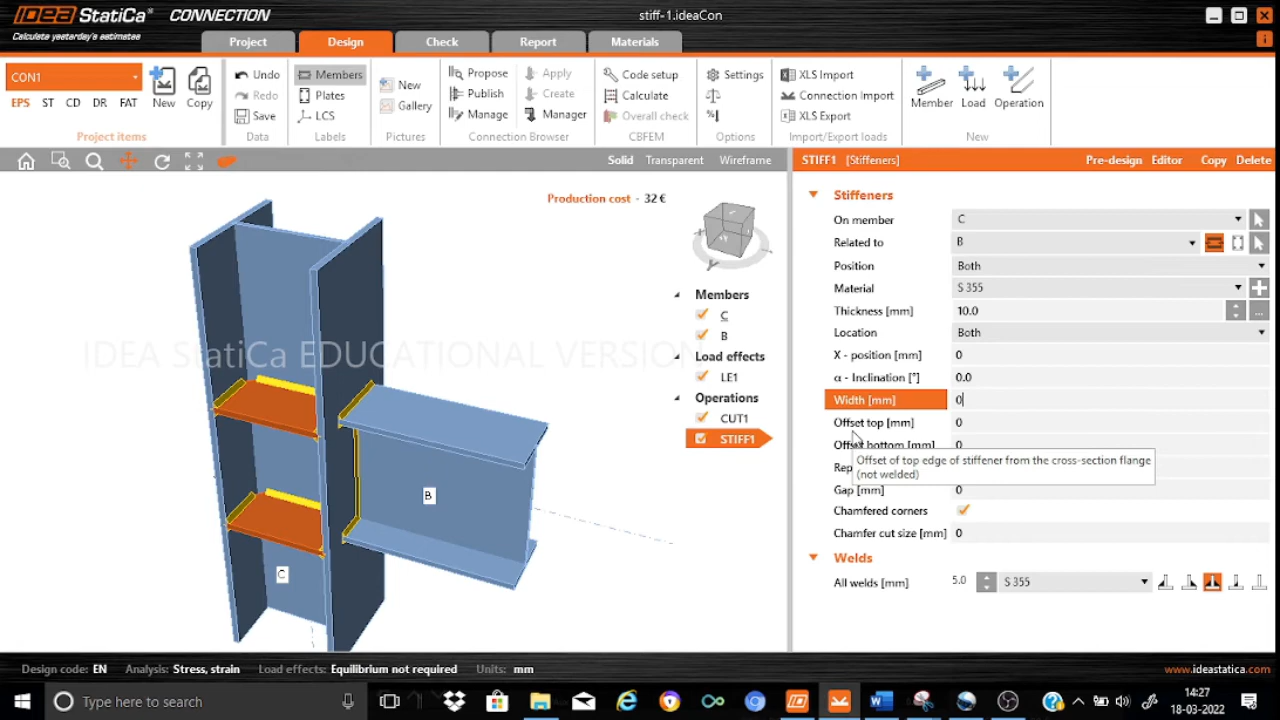 IDEA StatiCa® CONNECTION
Calculate yesterday's estimates
stiff-1.ideaCon
Project Design Check Report Materials
CON1
EPS ST CD DR FAT
New Copy
Project items
Undo
Redo
Save
Data
Members
Plates
LCS
Labels
New
Gallery
Pictures
Propose Apply
Publish Create
Manage Manager
Connection Browser
Code setup
Calculate
Overall check
CBFEM
Settings
Options
XLS Import
Connection Import
XLS Export
Import/Export loads
Member Load Operation
New
Solid Transparent Wireframe
Production cost - 32 €
Members
C
B
Load effects
LE1
Operations
CUT1
STIFF1
B
C
IDEA StatiCa EDUCATIONAL VERSION
STIFF1 [Stiffeners] Pre-design Editor Copy Delete
Stiffeners
On member C
Related to B
Position Both
Material S 355
Thickness [mm] 10.0
Location Both
X - position [mm] 0
α - Inclination [°] 0.0
Width [mm] 0
Offset top [mm] 0
Offset bottom [mm] 0
Offset of top edge of stiffener from the cross-section flange
(not welded)
Gap [mm] 0
Chamfered corners
Chamfer cut size [mm] 0
Welds
All welds [mm] 5.0 S 355
Design code: EN Analysis: Stress, strain Load effects: Equilibrium not required Units: mm www.ideastatica.com
Type here to search
14:27
18-03-2022